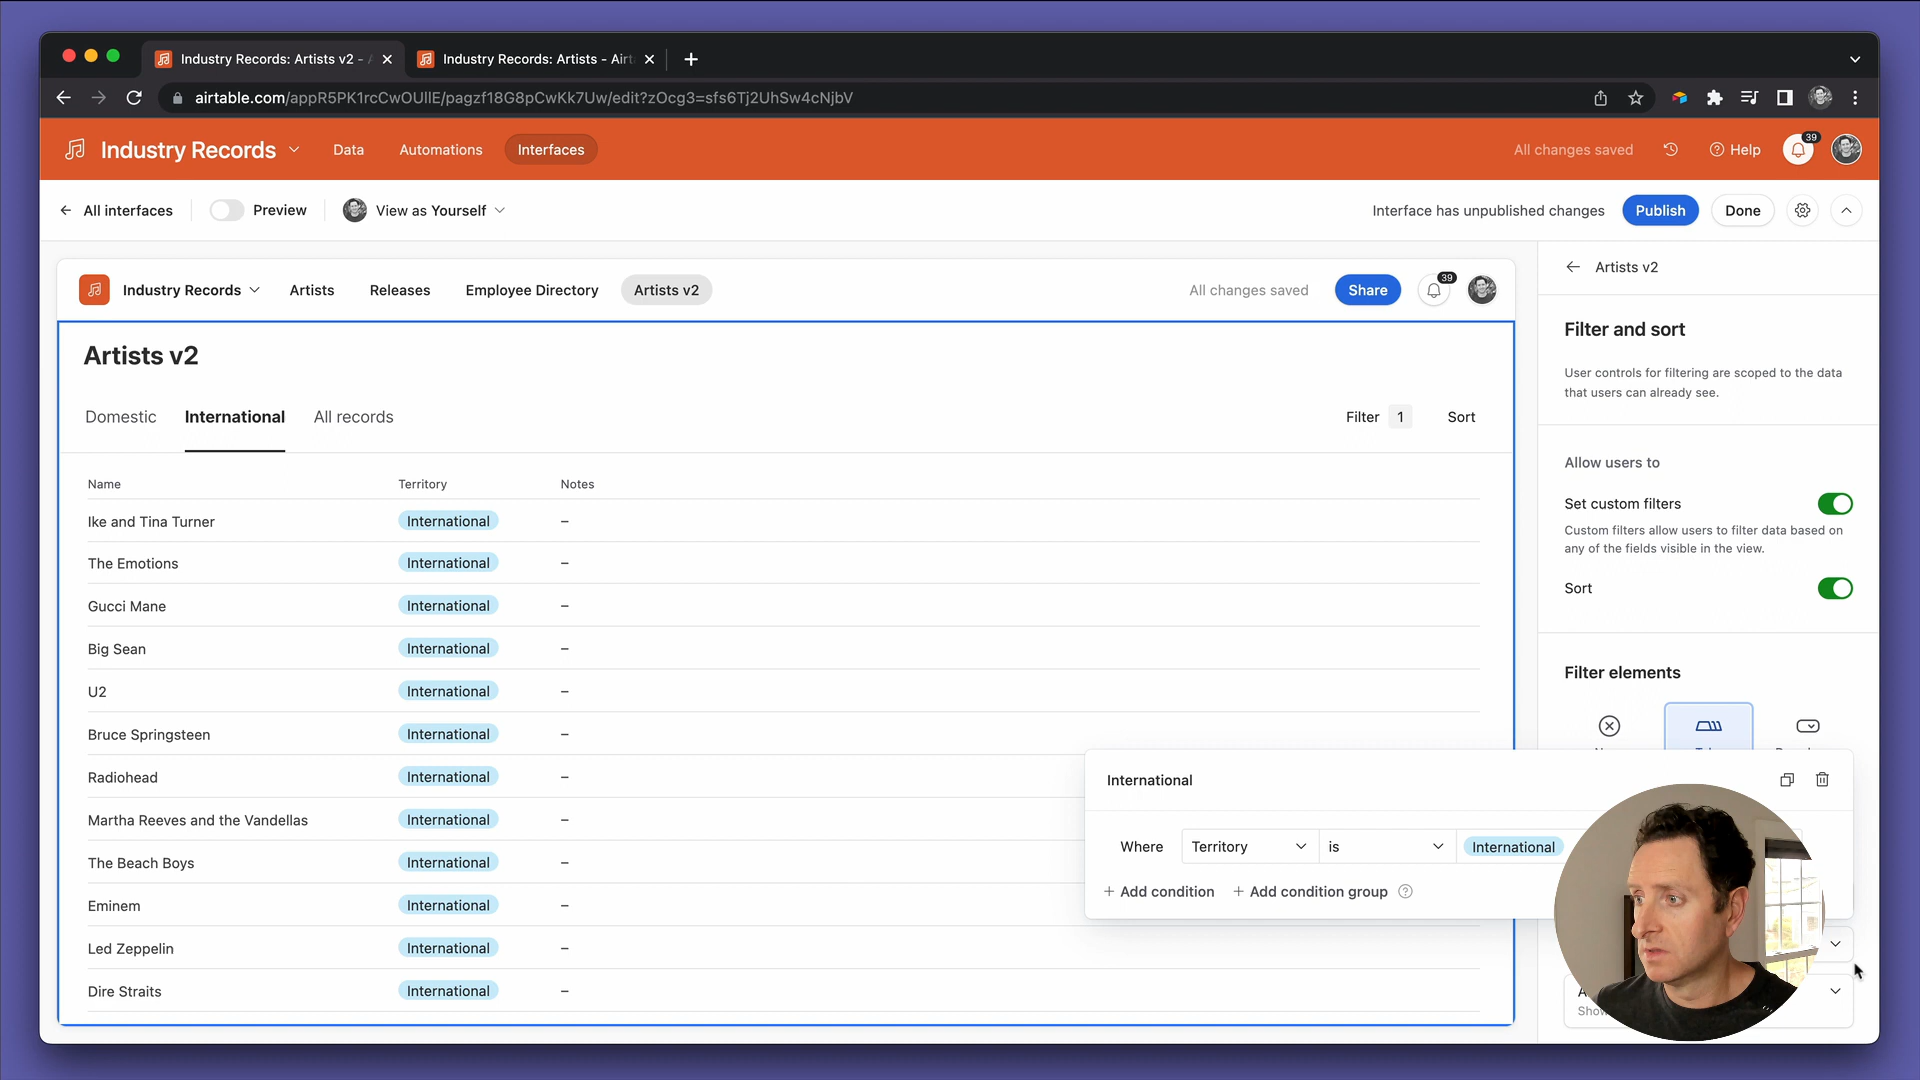 Industry Records: Artists v2 - A
Industry Records: Artists - Airt
airtable.com/appR5PK1rcCwOUllE/pagzf18G8pCwKk7Uw/edit?zOcg3=sfs6Tj2UhSw4cNjbV
Industry Records
Data
Automations
Interfaces
All changes saved
Help
39
All interfaces
Preview
View as Yourself
Interface has unpublished changes
Publish
Done
Industry Records
Artists
Releases
Employee Directory
Artists v2
All changes saved
Share
39
Artists v2
Artists v2
Domestic
International
All records
Filter 1
Sort
Name Territory Notes
Ike and Tina Turner International –
The Emotions International –
Gucci Mane International –
Big Sean International –
U2 International –
Bruce Springsteen International –
Radiohead International –
Martha Reeves and the Vandellas International –
The Beach Boys International –
Eminem International –
Led Zeppelin International –
Dire Straits International –
Filter and sort
User controls for filtering are scoped to the data
that users can already see.
Allow users to
Set custom filters
Custom filters allow users to filter data based on
any of the fields visible in the view.
Sort
Filter elements
International
Where Territory is International
+ Add condition + Add condition group